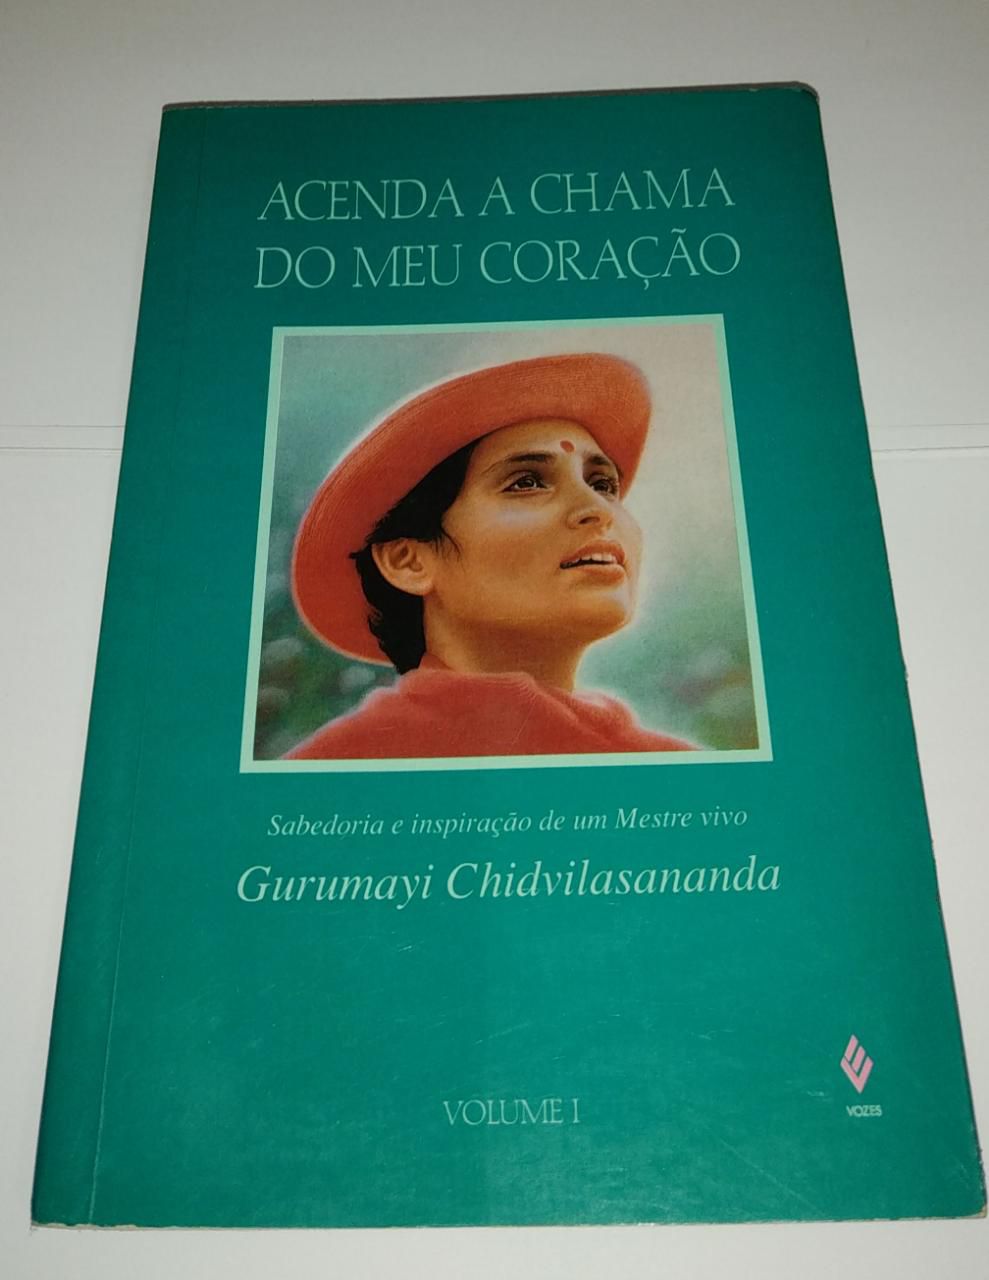 ACENDA A CHAMA
DO MEU CORAÇÃO
Sabedoria e inspiração de um Mestre vivo
Gurumayi Chidvilasananda
VOLUME I
VOZES